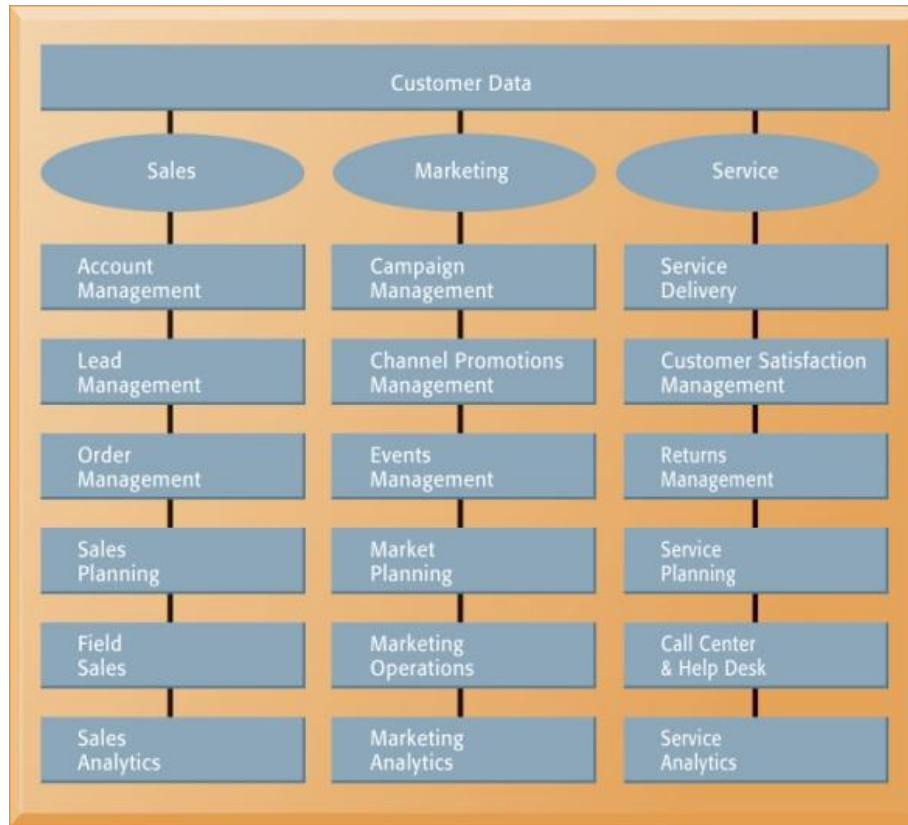 Customer Data
Sales
Marketing
Service
Account
Management
Lead
Management
Order
Management
Sales
Planning
Field
Sales
Sales
Analytics
Campaign
Management
Channel Promotions
Management
Events
Management
Market
Planning
Marketing
Operations
Marketing
Analytics
Service
Delivery
Customer Satisfaction
Management
Returns
Management
Service
Planning
Call Center
& Help Desk
Service
Analytics